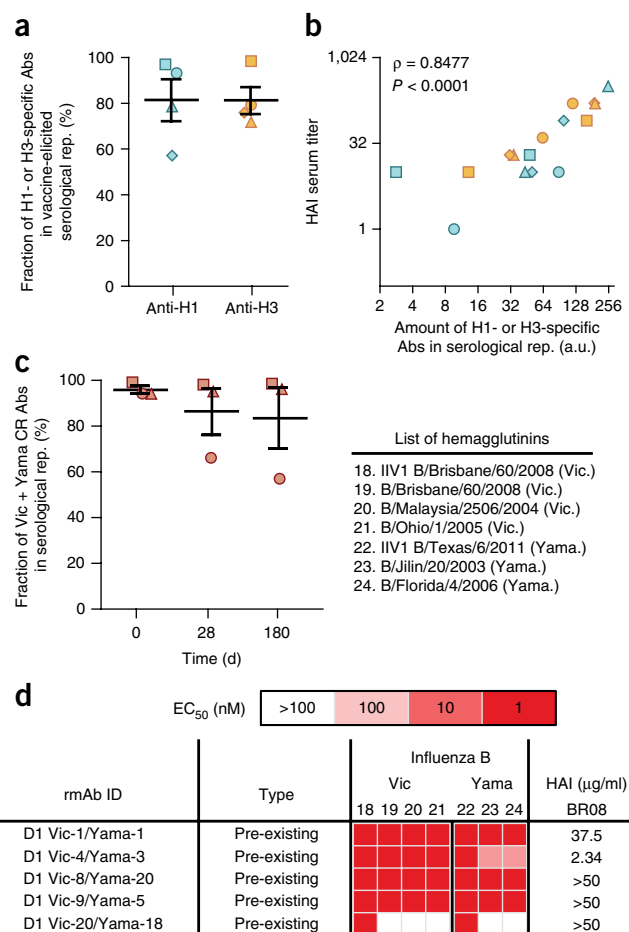 a
Fraction of H1- or H3-specific Abs
in vaccine-elicited
serological rep. (%)
100
80
60
40
20
0
Anti-H1 Anti-H3
b
ρ = 0.8477
P < 0.0001
HAI serum titer
1,024
32
1
2 4 8 16 32 64 128 256
Amount of H1- or H3-specific
Abs in serological rep. (a.u.)
c
Fraction of Vic + Yama CR Abs
in serological rep. (%)
100
80
60
40
20
0
0 28 180
Time (d)
List of hemagglutinins
18. IIV1 B/Brisbane/60/2008 (Vic.)
19. B/Brisbane/60/2008 (Vic.)
20. B/Malaysia/2506/2004 (Vic.)
21. B/Ohio/1/2005 (Vic.)
22. IIV1 B/Texas/6/2011 (Yama.)
23. B/Jilin/20/2003 (Yama.)
24. B/Florida/4/2006 (Yama.)
d
EC50 (nM) >100 100 10 1
Influenza B
Vic Yama
rmAb ID Type 18 19 20 21 22 23 24 HAI (μg/ml) BR08
D1 Vic-1/Yama-1 Pre-existing 37.5
D1 Vic-4/Yama-3 Pre-existing 2.34
D1 Vic-8/Yama-20 Pre-existing >50
D1 Vic-9/Yama-5 Pre-existing >50
D1 Vic-20/Yama-18 Pre-existing >50